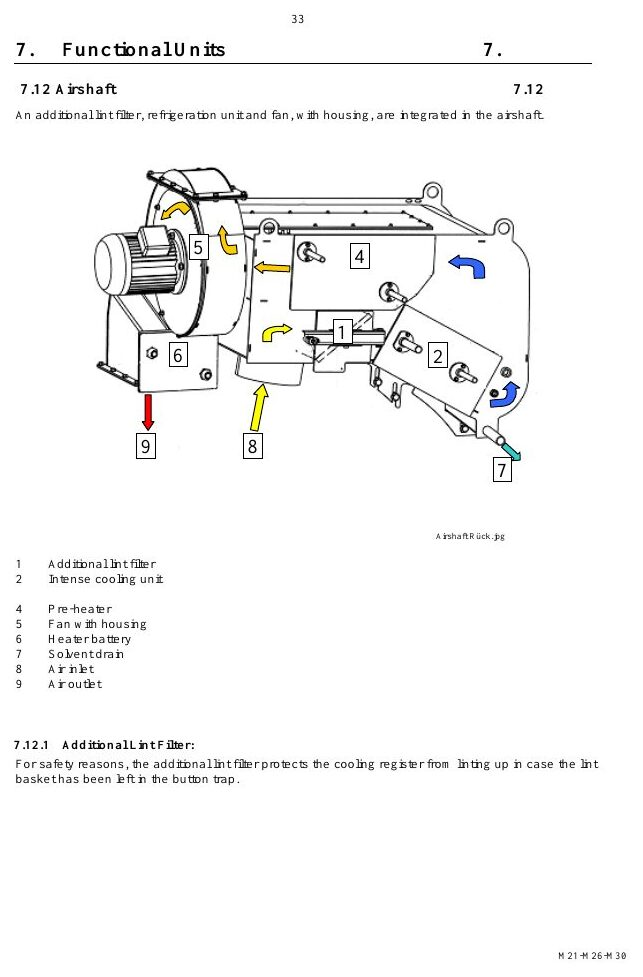 33
7. Functional Units 7.
7.12 Airshaft 7.12
An additional lint filter, refrigeration unit and fan, with housing, are integrated in the airshaft.
5
4
1
6
2
9
8
7
Airshaft Rück.jpg
1 Additional lint filter
2 Intense cooling unit
4 Pre-heater
5 Fan with housing
6 Heater battery
7 Solvent drain
8 Air inlet
9 Air outlet
7.12.1 Additional Lint Filter:
For safety reasons, the additional lint filter protects the cooling register from linting up in case the lint
basket has been left in the button trap.
M21-M26-M30